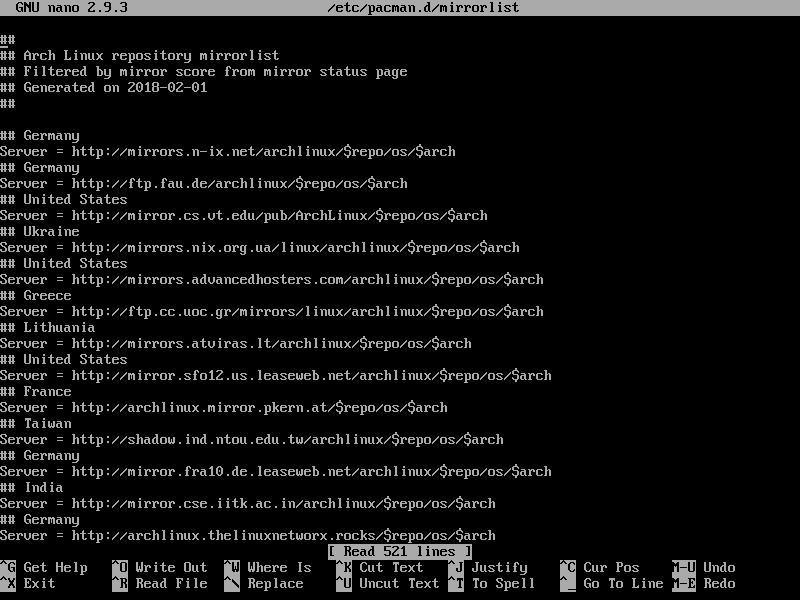 GNU nano 2.9.3 /etc/pacman.d/mirrorlist
##
## Arch Linux repository mirrorlist
## Filtered by mirror score from mirror status page
## Generated on 2018-02-01
##
## Germany
Server = http://mirrors.n-ix.net/archlinux/$repo/os/$arch
## Germany
Server = http://ftp.fau.de/archlinux/$repo/os/$arch
## United States
Server = http://mirror.cs.vt.edu/pub/ArchLinux/$repo/os/$arch
## Ukraine
Server = http://mirrors.nix.org.ua/linux/archlinux/$repo/os/$arch
## United States
Server = http://mirrors.advancedhosters.com/archlinux/$repo/os/$arch
## Greece
Server = http://ftp.cc.uoc.gr/mirrors/linux/archlinux/$repo/os/$arch
## Lithuania
Server = http://mirrors.atviras.lt/archlinux/$repo/os/$arch
## United States
Server = http://mirror.sfo12.us.leaseweb.net/archlinux/$repo/os/$arch
## France
Server = http://archlinux.mirror.pkern.at/$repo/os/$arch
## Taiwan
Server = http://shadow.ind.ntou.edu.tw/archlinux/$repo/os/$arch
## Germany
Server = http://mirror.fra10.de.leaseweb.net/archlinux/$repo/os/$arch
## India
Server = http://mirror.cse.iitk.ac.in/archlinux/$repo/os/$arch
## Germany
Server = http://archlinux.thelinuxnetworx.rocks/$repo/os/$arch
[ Read 521 lines ]
^G Get Help ^O Write Out ^W Where Is ^K Cut Text ^J Justify ^C Cur Pos M-U Undo
^X Exit ^R Read File ^\ Replace ^U Uncut Text ^T To Spell ^_ Go To Line M-E Redo